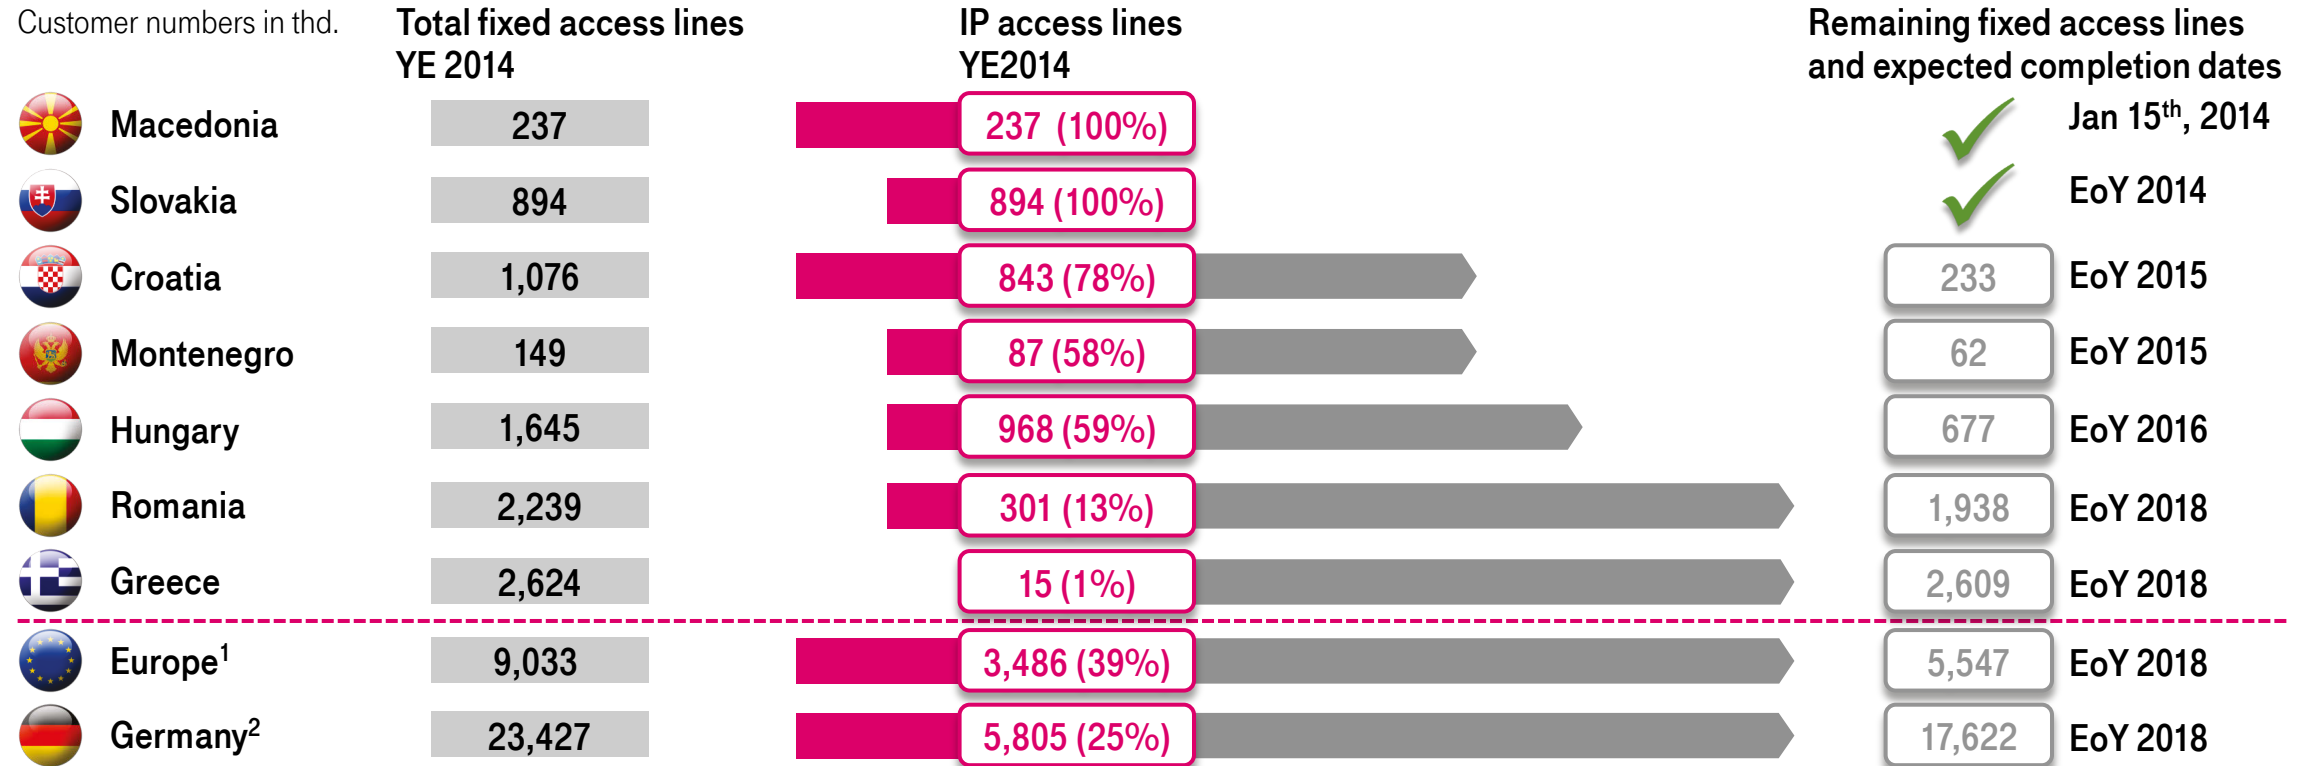 Customer numbers in thd.
Total fixed access lines
YE 2014
IP access lines
YE2014
Remaining fixed access lines
and expected completion dates
Macedonia 237 237 (100%) Jan 15th, 2014
Slovakia 894 894 (100%) EoY 2014
Croatia 1,076 843 (78%) 233 EoY 2015
Montenegro 149 87 (58%) 62 EoY 2015
Hungary 1,645 968 (59%) 677 EoY 2016
Romania 2,239 301 (13%) 1,938 EoY 2018
Greece 2,624 15 (1%) 2,609 EoY 2018
Europe1 9,033 3,486 (39%) 5,547 EoY 2018
Germany2 23,427 5,805 (25%) 17,622 EoY 2018